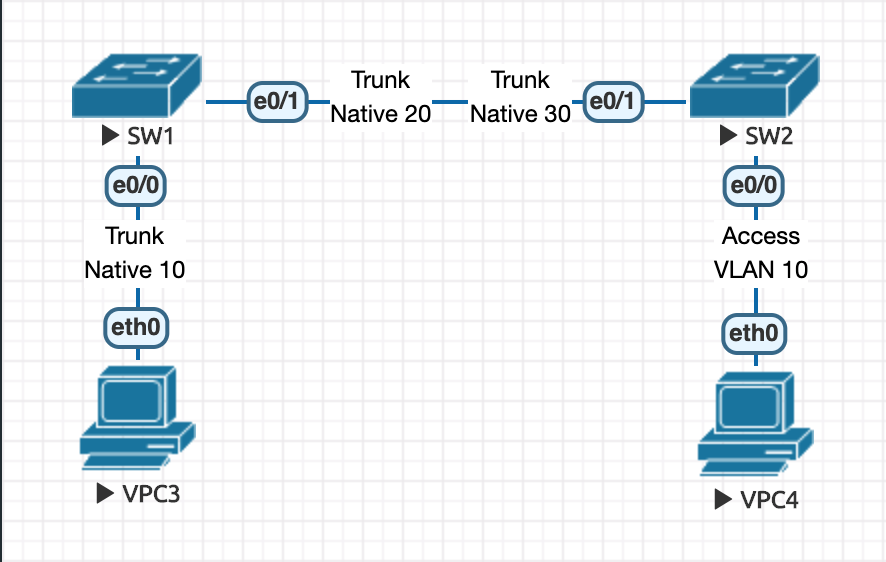 e0/1
Trunk
Native 20
Trunk
Native 30
e0/1
SW1
SW2
e0/0
e0/0
Trunk
Native 10
Access
VLAN 10
eth0
eth0
VPC3
VPC4